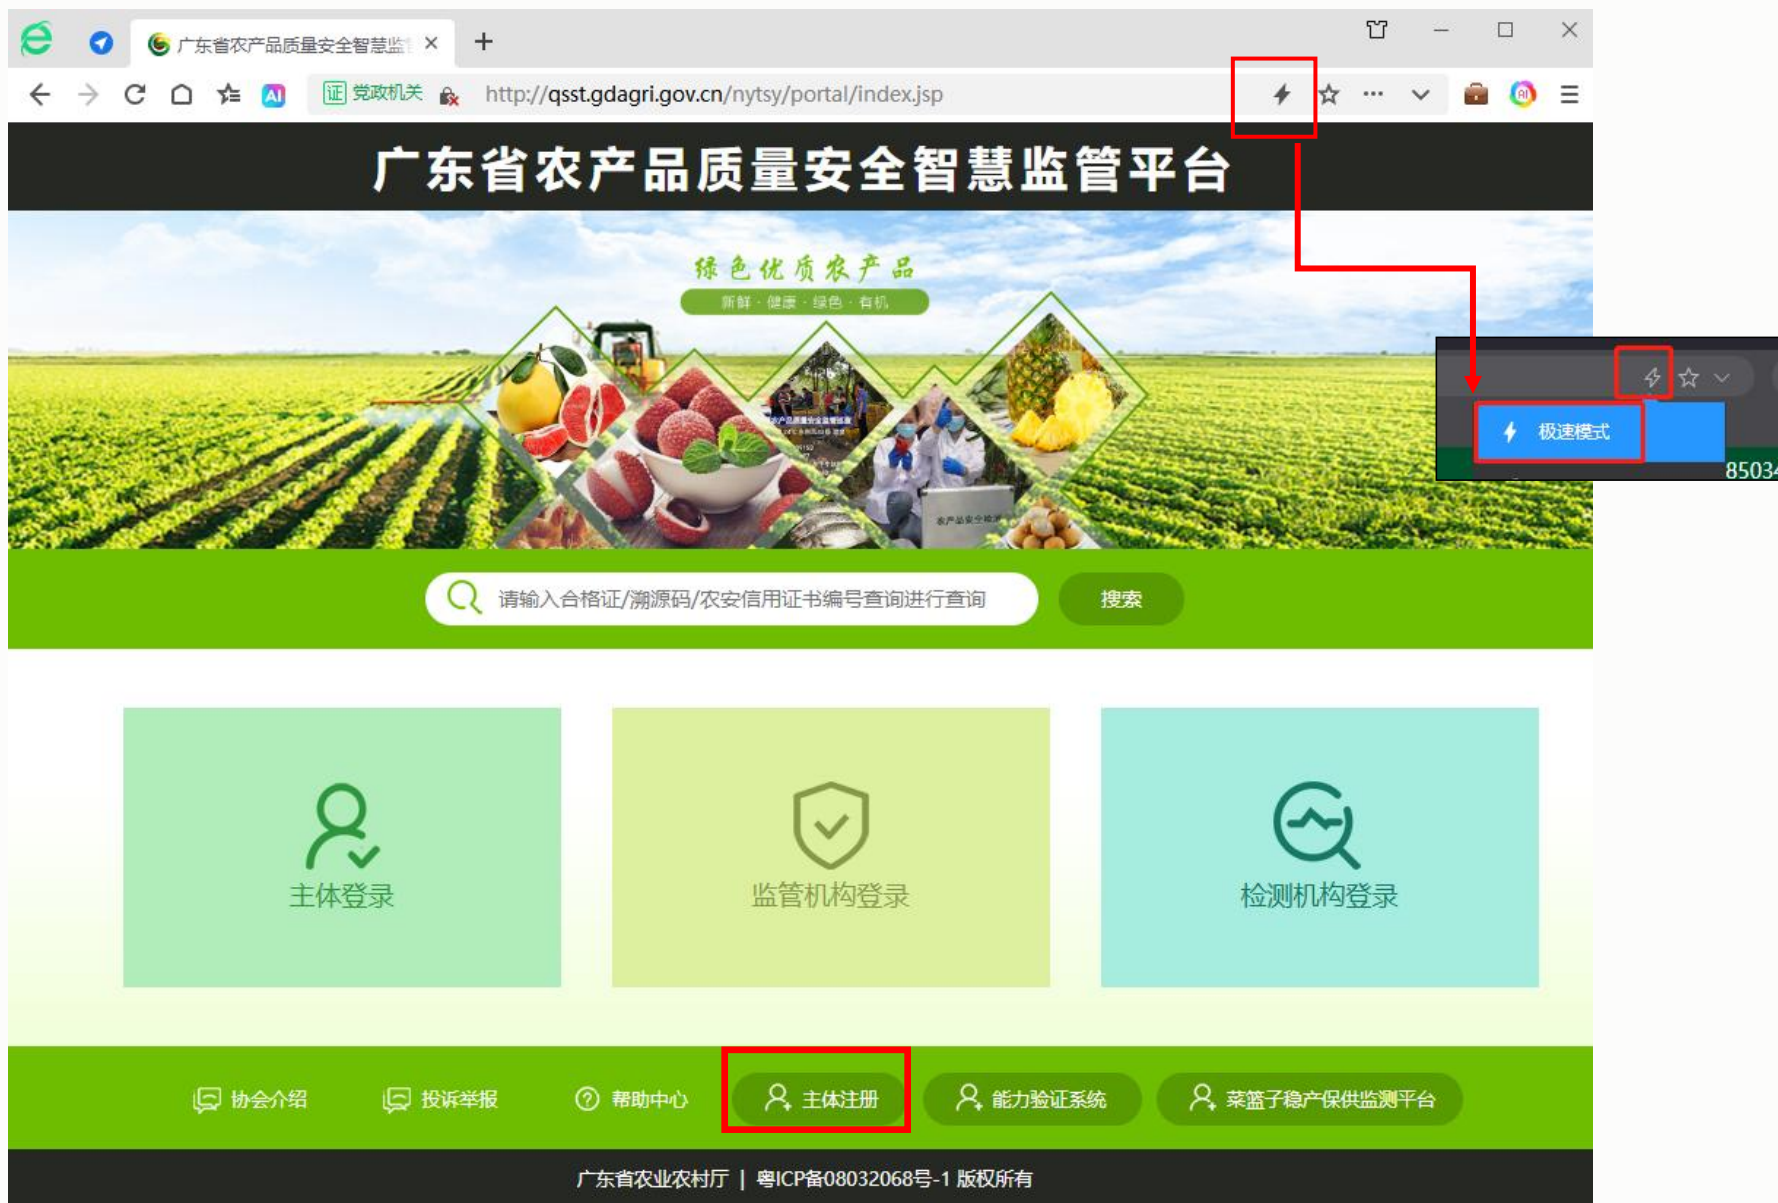 广东省农产品质量安全智慧监管
党政机关 http://qsst.gdagri.gov.cn/nytsy/portal/index.jsp
广东省农产品质量安全智慧监管平台
绿色优质农产品
新鲜 · 健康 · 绿色 · 有机
极速模式
85034
请输入合格证/溯源码/农安信用证书编号查询进行查询 搜索
主体登录 监管机构登录 检测机构登录
协会介绍 投诉举报 帮助中心 主体注册 能力验证系统 菜篮子稳产保供监测平台
广东省农业农村厅 | 粤ICP备08032068号-1 版权所有